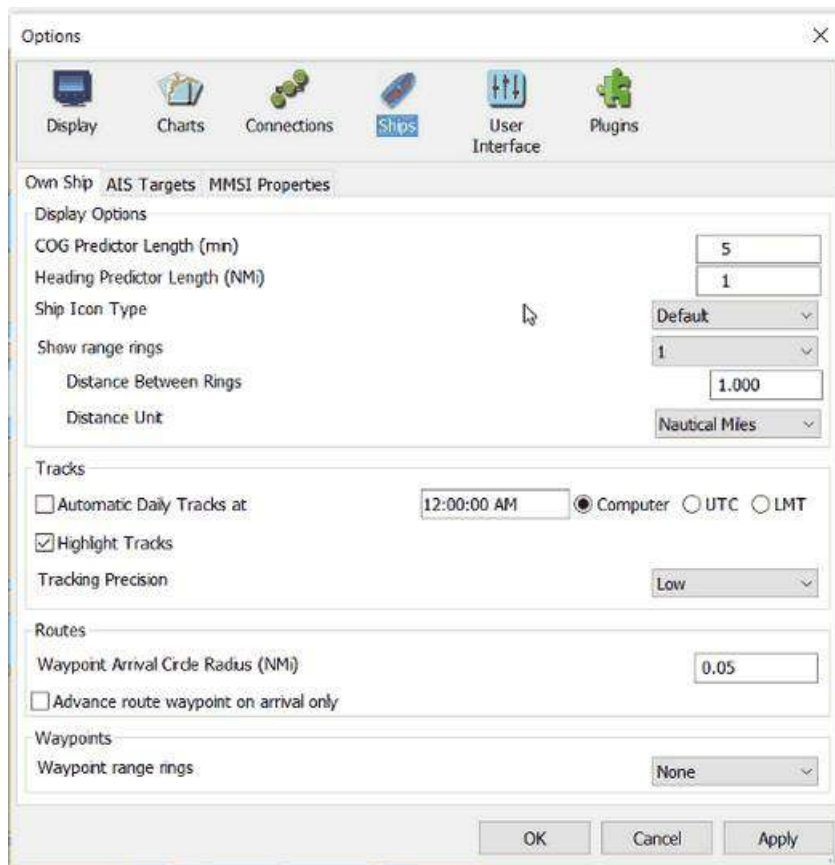 Options
Display Charts Connections Ships User Interface Plugins
Own Ship AIS Targets MMSI Properties
Display Options
COG Predictor Length (min) 5
Heading Predictor Length (NMi) 1
Ship Icon Type Default
Show range rings 1
Distance Between Rings 1.000
Distance Unit Nautical Miles
Tracks
Automatic Daily Tracks at 12:00:00 AM Computer UTC LMT
Highlight Tracks
Tracking Precision Low
Routes
Waypoint Arrival Circle Radius (NMi) 0.05
Advance route waypoint on arrival only
Waypoints
Waypoint range rings None
OK Cancel Apply